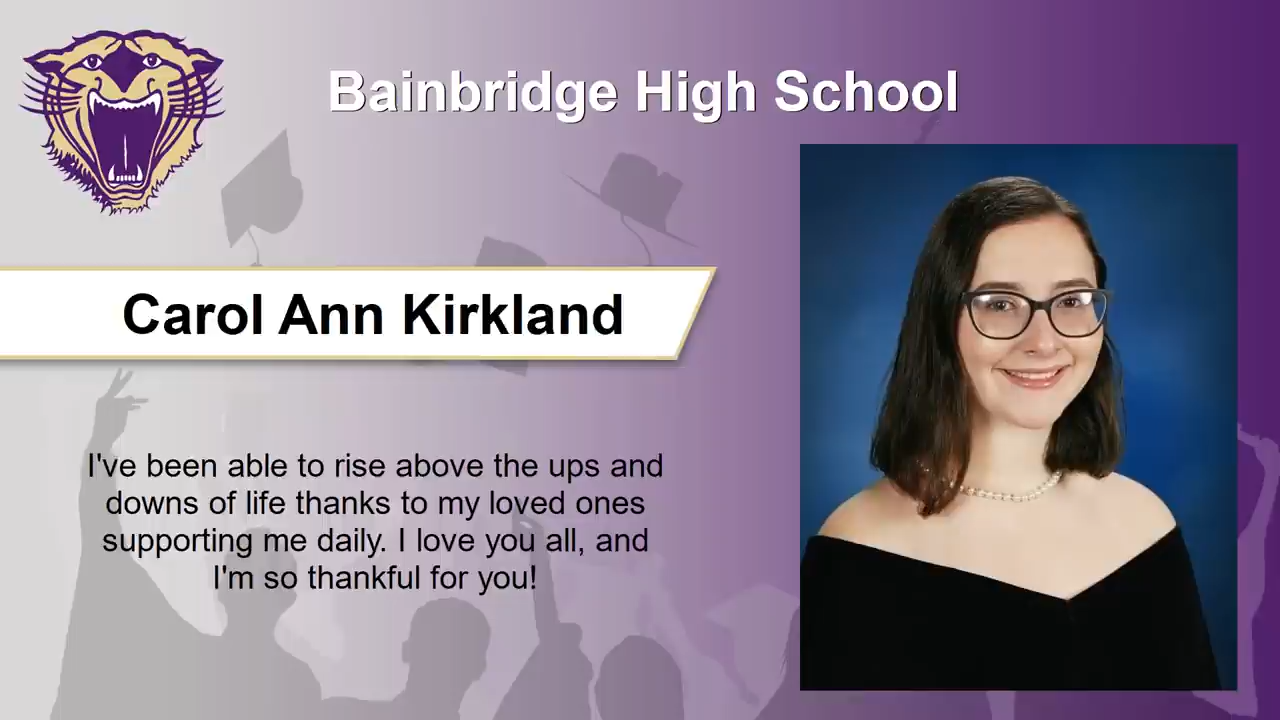 Bainbridge High School
Carol Ann Kirkland
I've been able to rise above the ups and
downs of life thanks to my loved ones
supporting me daily. I love you all, and
I'm so thankful for you!